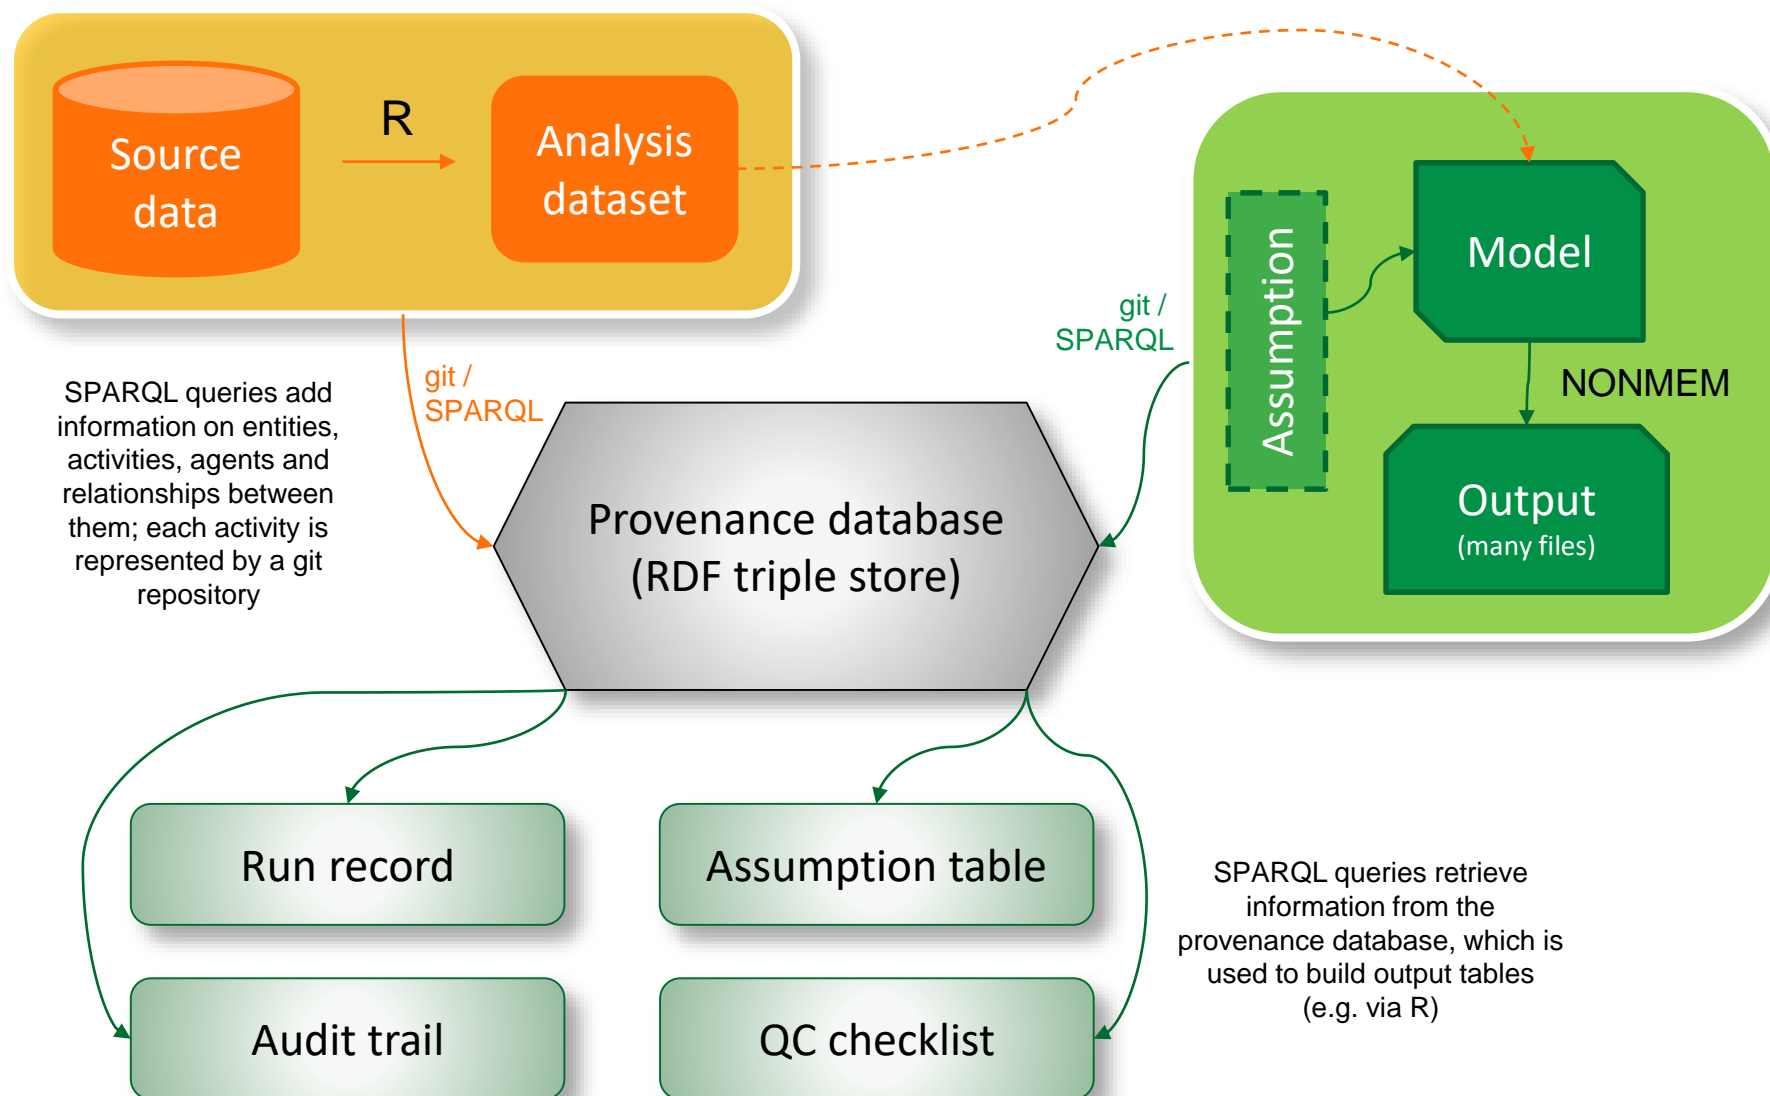 Source
data
R
Analysis
dataset
Assumption
Model
NONMEM
Output
(many files)
git /
SPARQL
git /
SPARQL
SPARQL queries add
information on entities,
activities, agents and
relationships between
them; each activity is
represented by a git
repository
Provenance database
(RDF triple store)
Run record
Assumption table
Audit trail
QC checklist
SPARQL queries retrieve
information from the
provenance database, which is
used to build output tables
(e.g. via R)